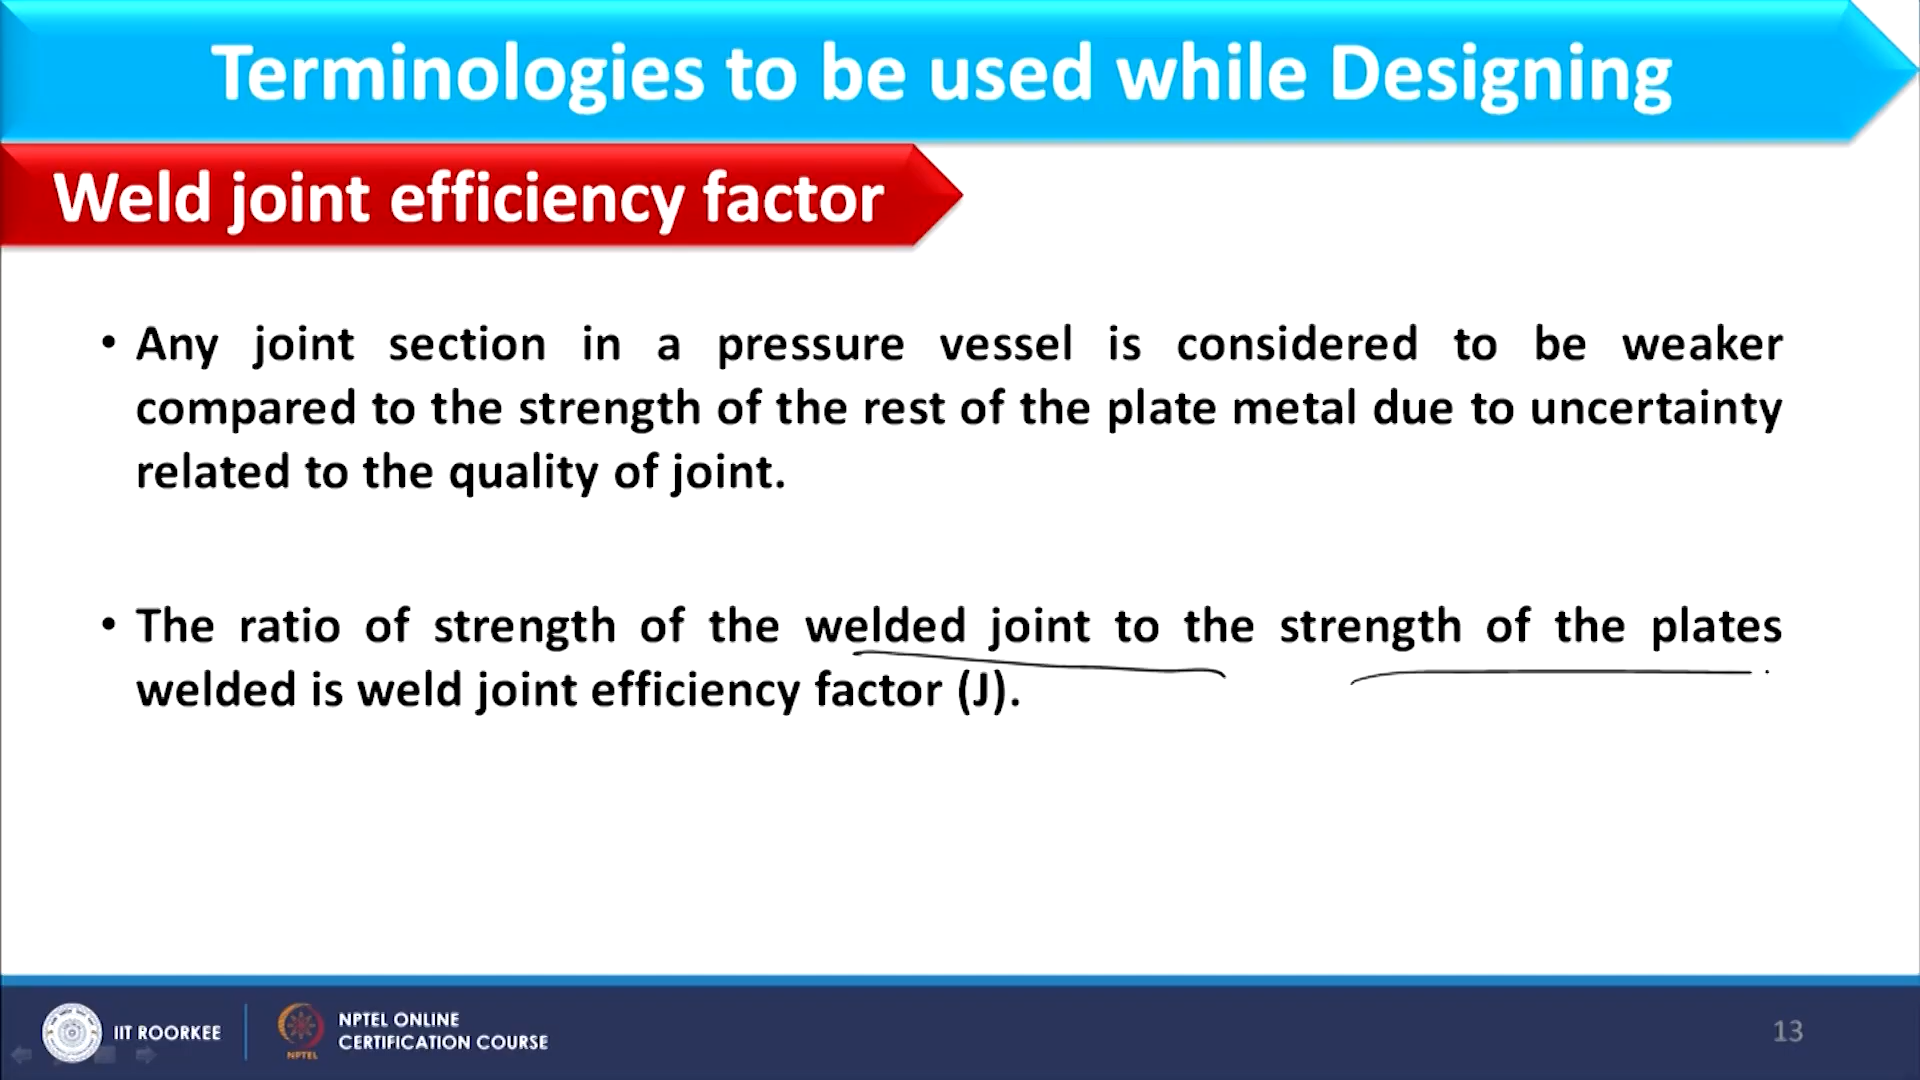 Terminologies to be used while Designing
Weld joint efficiency factor
• Any joint section in a pressure vessel is considered to be weaker
compared to the strength of the rest of the plate metal due to uncertainty
related to the quality of joint.
• The ratio of strength of the welded joint to the strength of the plates
welded is weld joint efficiency factor (J).
IIT ROORKEE
NPTEL
NPTEL ONLINE
CERTIFICATION COURSE
13